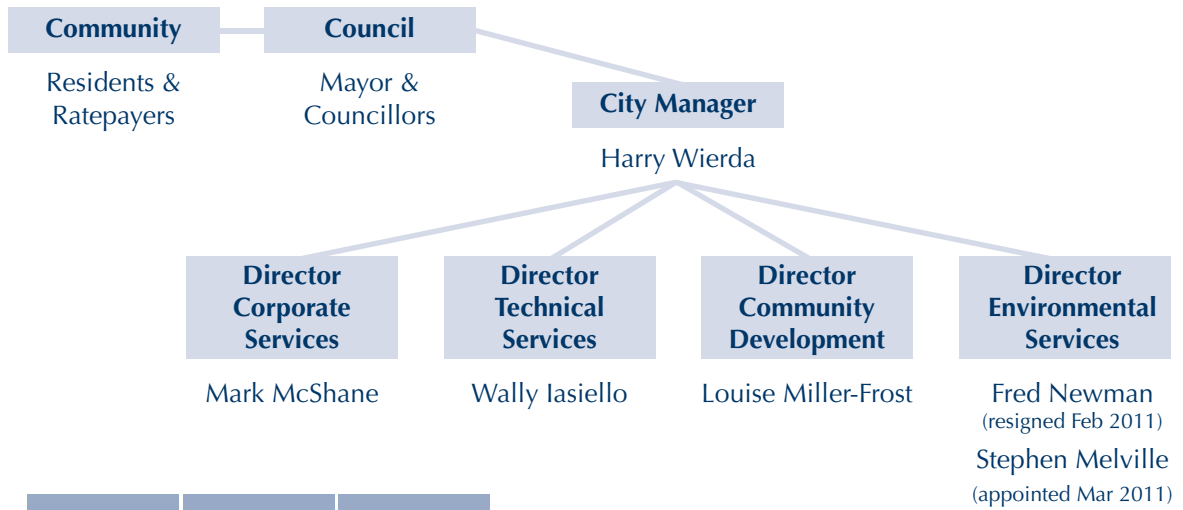 Community
Residents &
Ratepayers
Council
Mayor &
Councillors
City Manager
Harry Wierda
Director
Corporate
Services
Mark McShane
Director
Technical
Services
Wally Iasiello
Director
Community
Development
Louise Miller-Frost
Director
Environmental
Services
Fred Newman
(resigned Feb 2011)
Stephen Melville
(appointed Mar 2011)